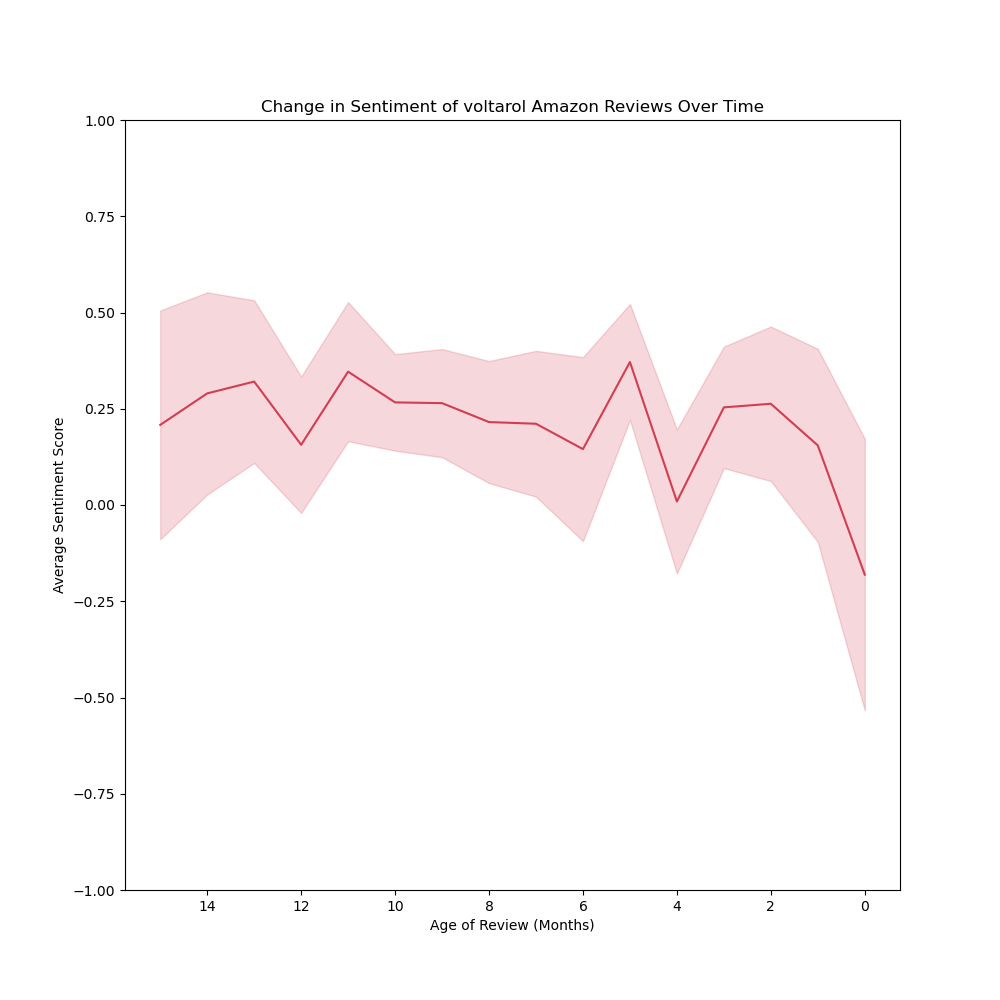 Change in Sentiment of voltarol Amazon Reviews Over Time
1.00
0.75
0.50
0.25
0.00
−0.25
−0.50
−0.75
−1.00
Average Sentiment Score
14 12 10 8 6 4 2 0
Age of Review (Months)